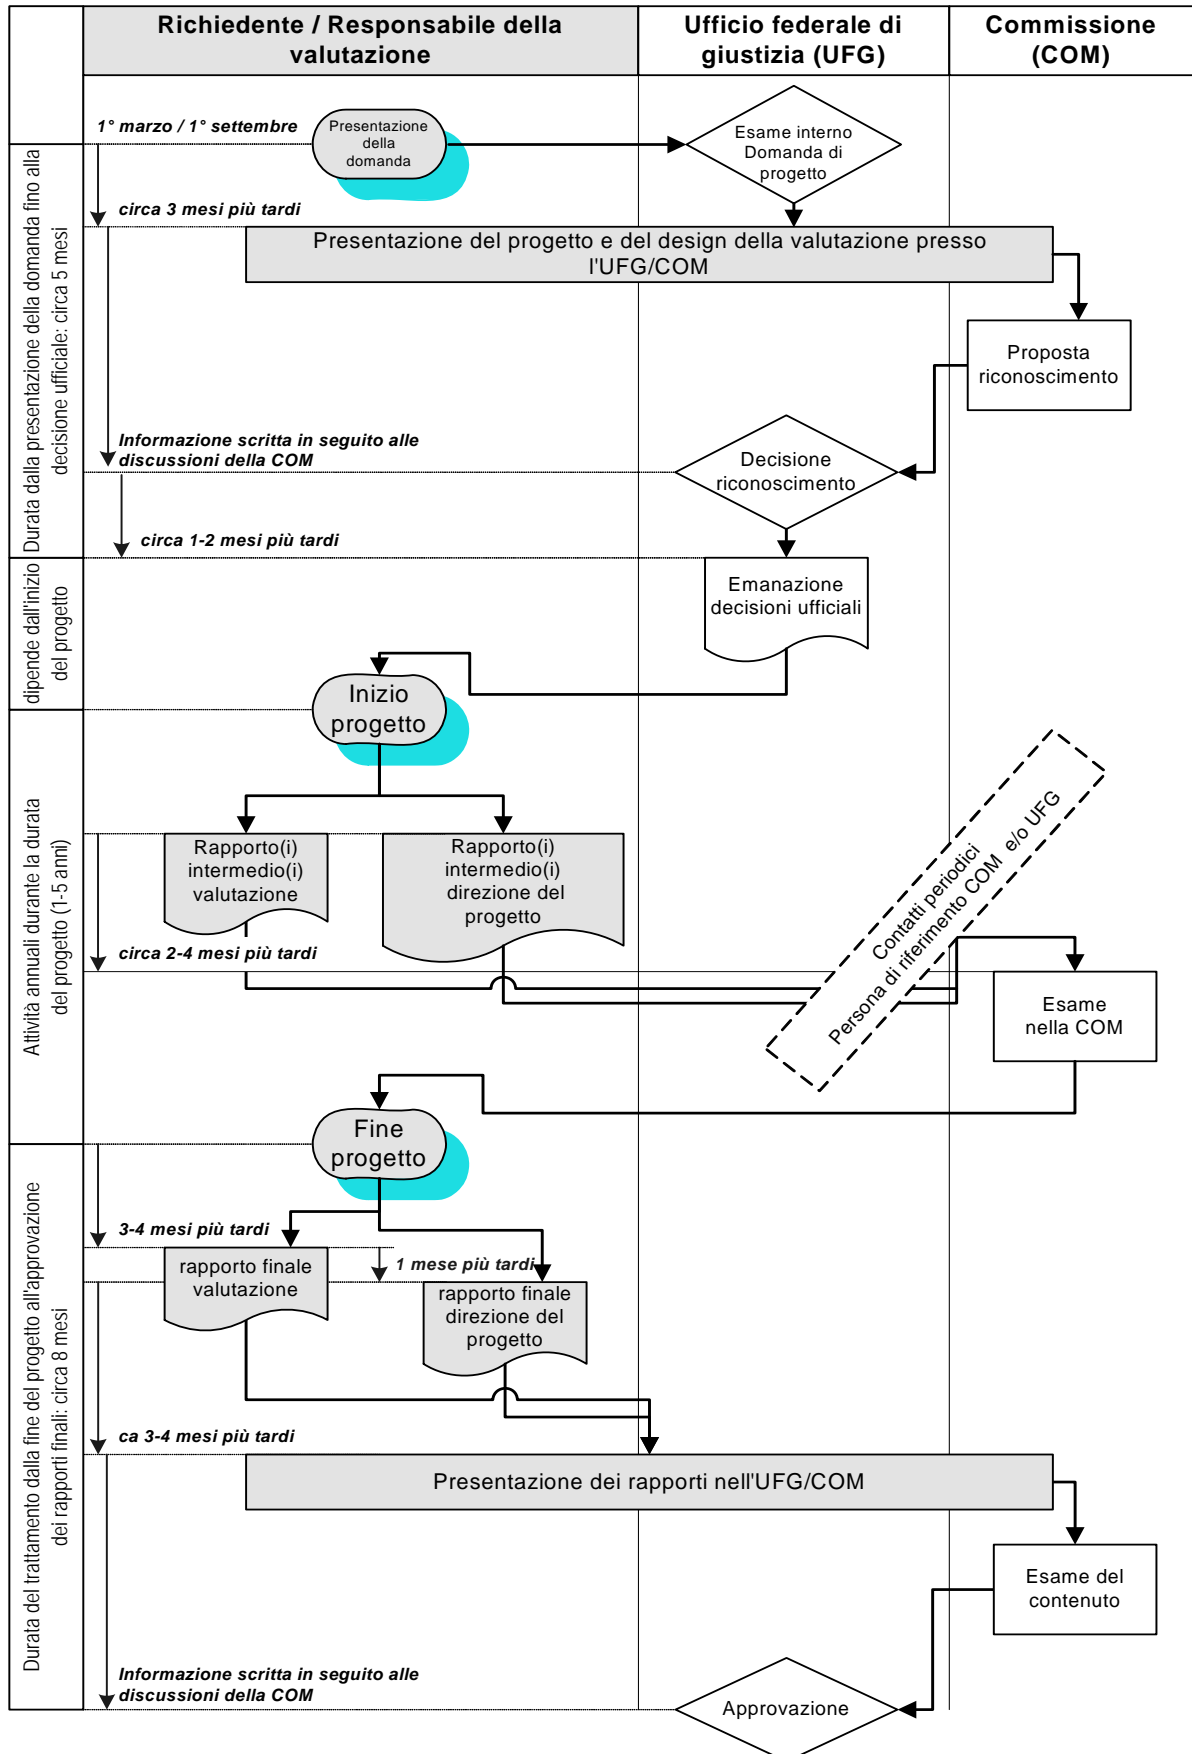 Richiedente / Responsabile della
valutazione
Ufficio federale di
giustizia (UFG)
Commissione
(COM)
Durata dalla presentazione della domanda fino alla
decisione ufficiale: circa 5 mesi
1° marzo / 1° settembre
Presentazione
della
domanda
Esame interno
Domanda di
progetto
circa 3 mesi più tardi
Presentazione del progetto e del design della valutazione presso
l'UFG/COM
Proposta
riconoscimento
Informazione scritta in seguito alle
discussioni della COM
Decisione
riconoscimento
circa 1-2 mesi più tardi
dipende dall'inizio
del progetto
Emanazione
decisioni ufficiali
Inizio
progetto
Attività annuali durante la durata
del progetto (1-5 anni)
Rapporto(i)
intermedio(i)
valutazione
Rapporto(i)
intermedio(i)
direzione del
progetto
Contatti periodici
Persona di riferimento COM e/o UFG
circa 2-4 mesi più tardi
Esame
nella COM
Fine
progetto
Durata del trattamento dalla fine del progetto all'approvazione
dei rapporti finali: circa 8 mesi
3-4 mesi più tardi
rapporto finale
valutazione
1 mese più tardi
rapporto finale
direzione del
progetto
ca 3-4 mesi più tardi
Presentazione dei rapporti nell'UFG/COM
Esame del
contenuto
Informazione scritta in seguito alle
discussioni della COM
Approvazione